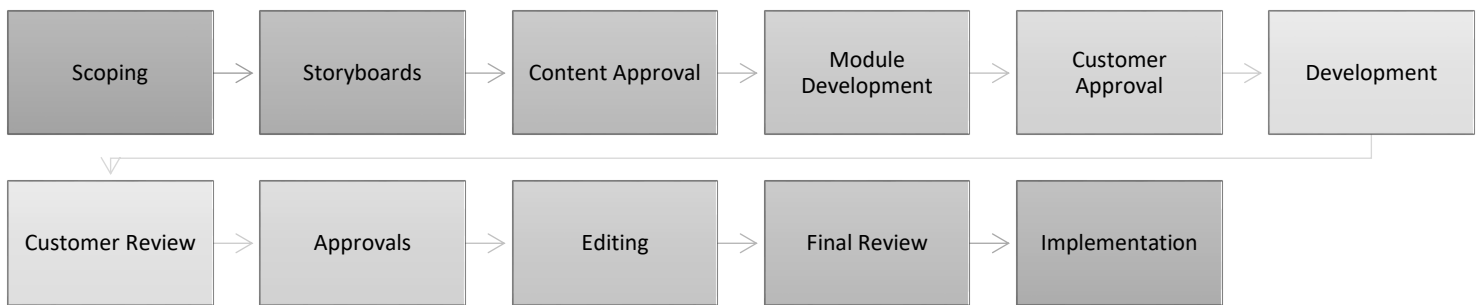 Scoping
Storyboards
Content Approval
Module
Development
Customer
Approval
Development
Customer Review
Approvals
Editing
Final Review
Implementation